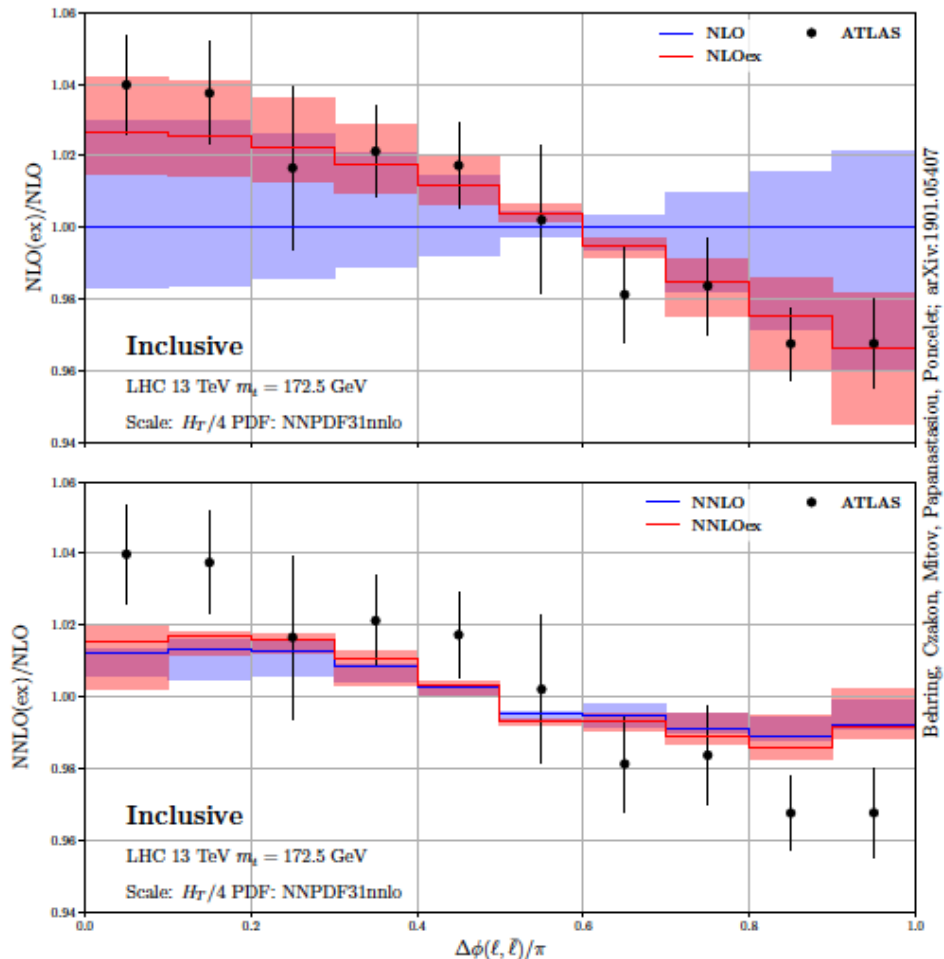 1.06
1.04
1.02
1.00
0.98
0.96
0.94
NLO(ex)/NLO
NLO
NLOex
ATLAS
Inclusive
LHC 13 TeV m_t = 172.5 GeV
Scale: H_T/4 PDF: NNPDF31nnlo
1.06
1.04
1.02
1.00
0.98
0.96
0.94
NNLO(ex)/NLO
NNLO
NNLOex
ATLAS
Inclusive
LHC 13 TeV m_t = 172.5 GeV
Scale: H_T/4 PDF: NNPDF31nnlo
0.0 0.2 0.4 0.6 0.8 1.0
Δϕ(ℓ, ℓ̄)/π
Behring, Czakon, Mitov, Papanastasiou, Poncelet; arXiv:1901.05407